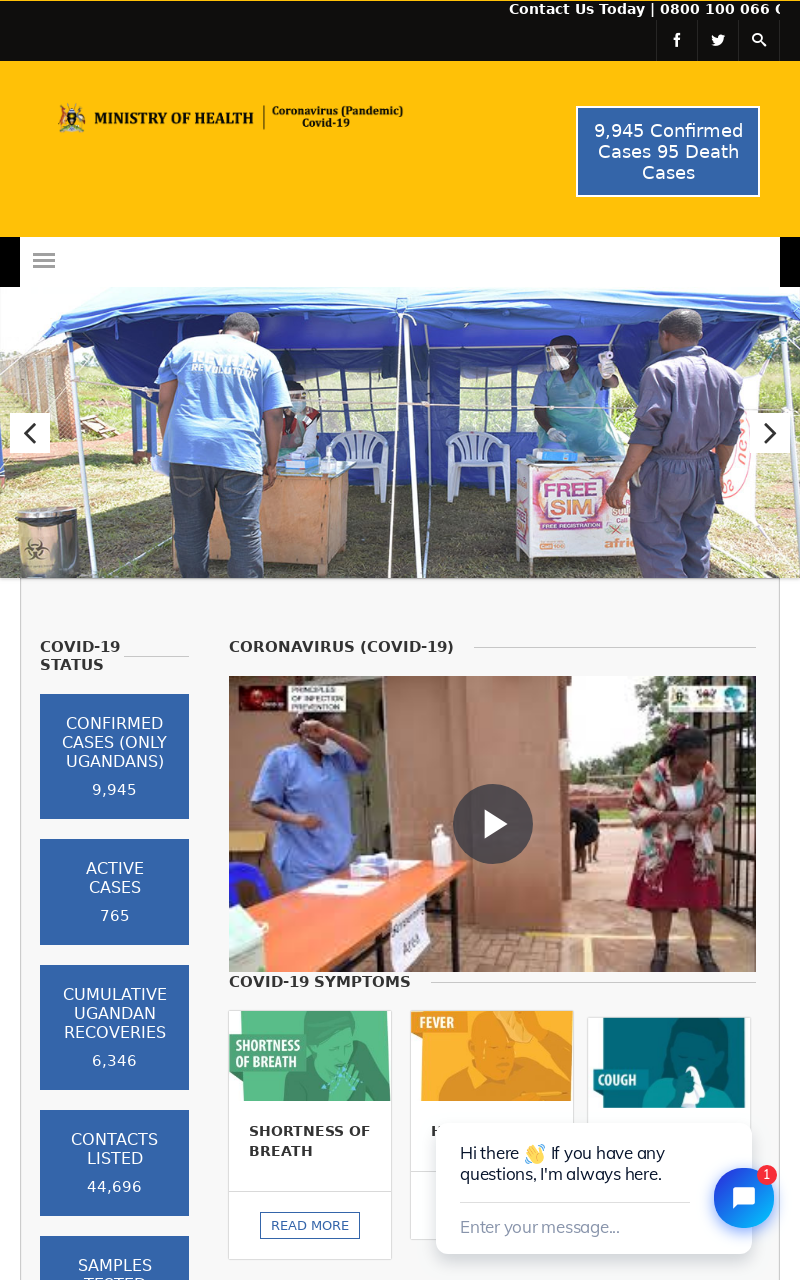 Contact Us Today | 0800 100 066
MINISTRY OF HEALTH
Coronavirus (Pandemic)
Covid-19
9,945 Confirmed
Cases 95 Death
Cases
RETAIL
REVOLUTION
FREE
SIM
FREE REGISTRATION
COVID-19
STATUS
CONFIRMED
CASES (ONLY
UGANDANS)
9,945
ACTIVE
CASES
765
CUMULATIVE
UGANDAN
RECOVERIES
6,346
CONTACTS
LISTED
44,696
SAMPLES
CORONAVIRUS (COVID-19)
PRINCIPLES
OF INFECTION
PREVENTION
Area
COVID-19 SYMPTOMS
SHORTNESS
OF BREATH
SHORTNESS OF
BREATH
READ MORE
FEVER
COUGH
Hi there 👋 If you have any
questions, I'm always here.
Enter your message...
1